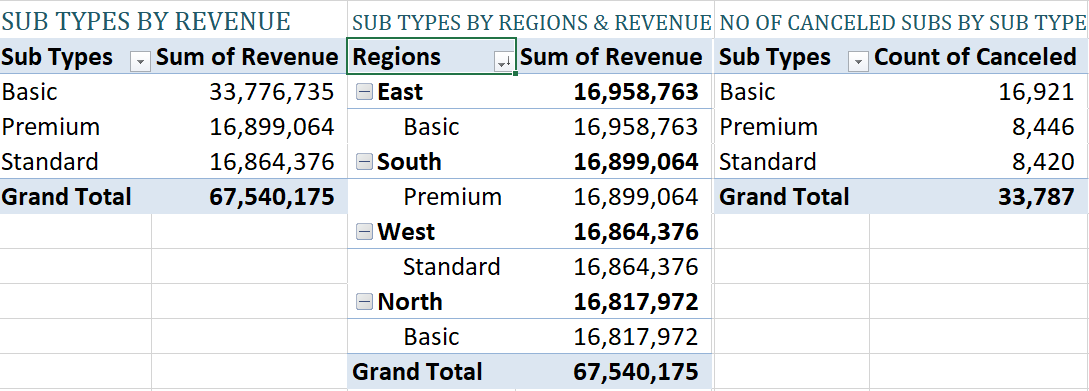 SUB TYPES BY REVENUE
Sub Types Sum of Revenue
Basic 33,776,735
Premium 16,899,064
Standard 16,864,376
Grand Total 67,540,175
SUB TYPES BY REGIONS & REVENUE
Regions Sum of Revenue
East 16,958,763
Basic 16,958,763
South 16,899,064
Premium 16,899,064
West 16,864,376
Standard 16,864,376
North 16,817,972
Basic 16,817,972
Grand Total 67,540,175
NO OF CANCELED SUBS BY SUB TYPE
Sub Types Count of Canceled
Basic 16,921
Premium 8,446
Standard 8,420
Grand Total 33,787